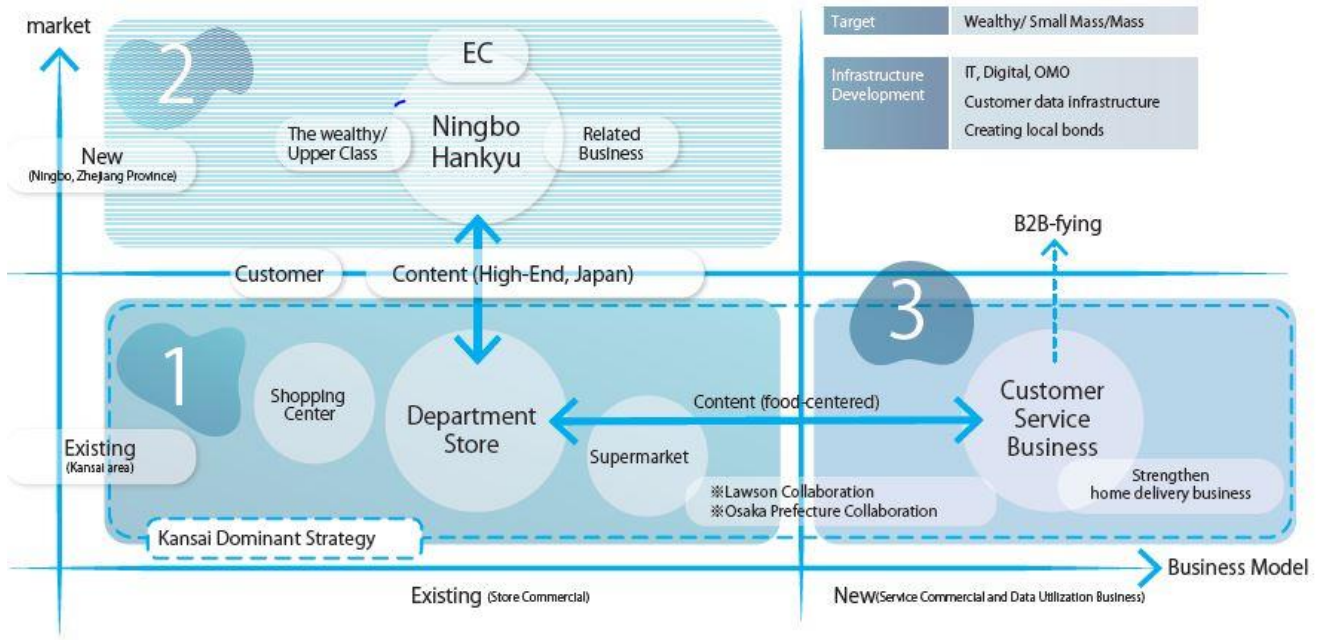 market
Target
Wealthy/ Small Mass/Mass
Infrastructure
Development
IT, Digital, OMO
Customer data infrastructure
Creating local bonds
2
EC
The wealthy/
Upper Class
Ningbo
Hankyu
Related
Business
New
(Ningbo, Zhejiang Province)
B2B-fying
Customer
Content (High-End, Japan)
1
Shopping
Center
Department
Store
Supermarket
Content (food-centered)
3
Customer
Service
Business
Strengthen
home delivery business
Existing
(Kansai area)
※Lawson Collaboration
※Osaka Prefecture Collaboration
Kansai Dominant Strategy
Business Model
Existing (Store Commercial)
New(Service Commercial and Data Utilization Business)